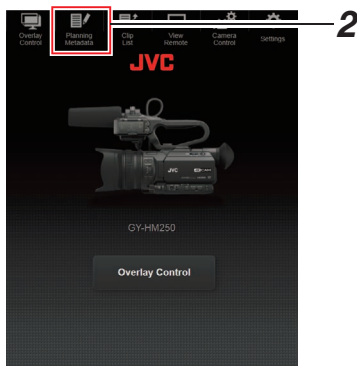 Overlay Control
Planning Metadata
Clip List
View Remote
Camera Control
Settings
2
JVC
JVC
GY-HM250
Overlay Control